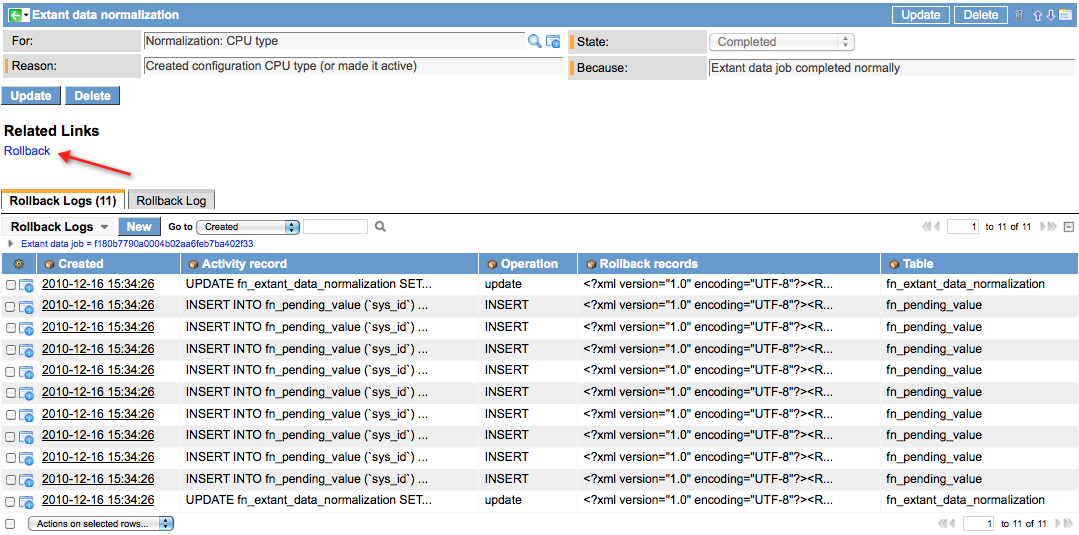 Extant data normalization Update Delete
For: Normalization: CPU type State: Completed
Reason: Created configuration CPU type (or made it active) Because: Extant data job completed normally
Update Delete
Related Links
Rollback
Rollback Logs (11) Rollback Log
Rollback Logs New Go to Created 1 to 11 of 11
Extant data job = f180b7790a0004b02aa6feb7ba402f33
Created Activity record Operation Rollback records Table
2010-12-16 15:34:26 UPDATE fn_extant_data_normalization SET... update <?xml version="1.0" encoding="UTF-8"?><R... fn_extant_data_normalization
2010-12-16 15:34:26 INSERT INTO fn_pending_value (`sys_id`) ... INSERT <?xml version="1.0" encoding="UTF-8"?><R... fn_pending_value
2010-12-16 15:34:26 INSERT INTO fn_pending_value (`sys_id`) ... INSERT <?xml version="1.0" encoding="UTF-8"?><R... fn_pending_value
2010-12-16 15:34:26 INSERT INTO fn_pending_value (`sys_id`) ... INSERT <?xml version="1.0" encoding="UTF-8"?><R... fn_pending_value
2010-12-16 15:34:26 INSERT INTO fn_pending_value (`sys_id`) ... INSERT <?xml version="1.0" encoding="UTF-8"?><R... fn_pending_value
2010-12-16 15:34:26 INSERT INTO fn_pending_value (`sys_id`) ... INSERT <?xml version="1.0" encoding="UTF-8"?><R... fn_pending_value
2010-12-16 15:34:26 INSERT INTO fn_pending_value (`sys_id`) ... INSERT <?xml version="1.0" encoding="UTF-8"?><R... fn_pending_value
2010-12-16 15:34:26 INSERT INTO fn_pending_value (`sys_id`) ... INSERT <?xml version="1.0" encoding="UTF-8"?><R... fn_pending_value
2010-12-16 15:34:26 INSERT INTO fn_pending_value (`sys_id`) ... INSERT <?xml version="1.0" encoding="UTF-8"?><R... fn_pending_value
2010-12-16 15:34:26 INSERT INTO fn_pending_value (`sys_id`) ... INSERT <?xml version="1.0" encoding="UTF-8"?><R... fn_pending_value
2010-12-16 15:34:26 UPDATE fn_extant_data_normalization SET... update <?xml version="1.0" encoding="UTF-8"?><R... fn_extant_data_normalization
Actions on selected rows... 1 to 11 of 11